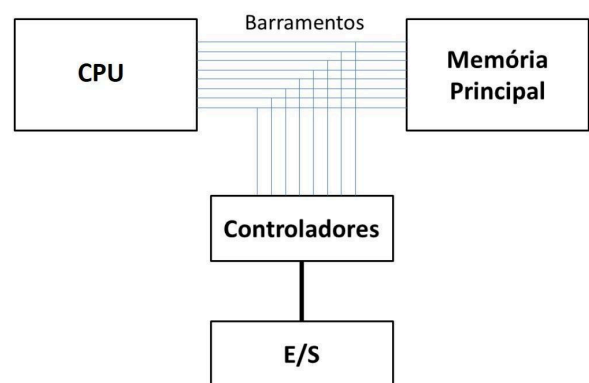 Barramentos
CPU
Memória
Principal
Controladores
E/S